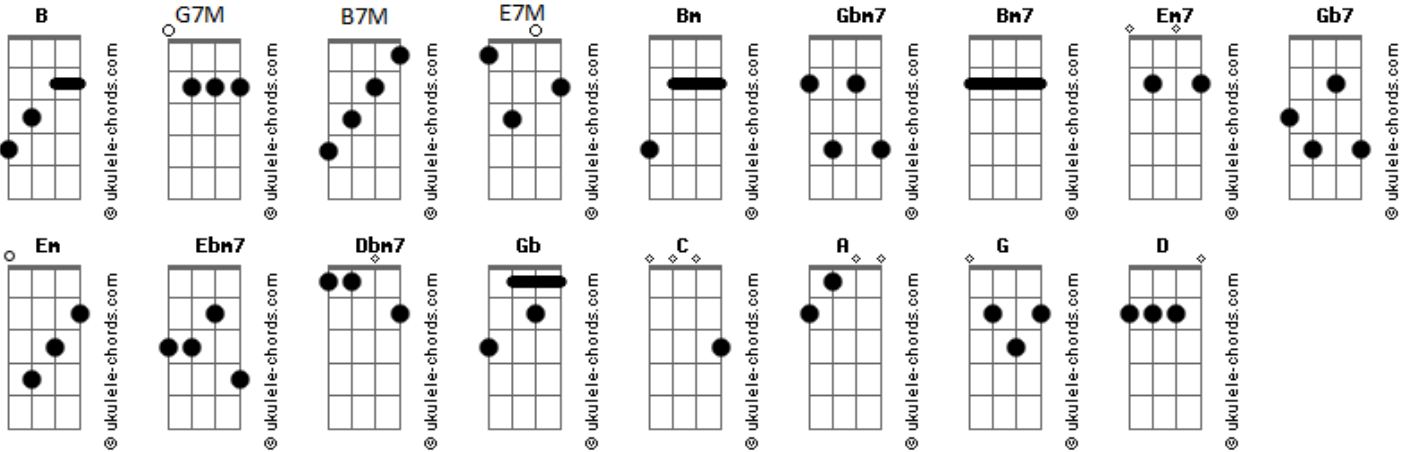 B G7M B7M E7M Bm Gbm7 Bm7 Em7 Gb7
© ukulele-chords.com © ukulele-chords.com © ukulele-chords.com © ukulele-chords.com © ukulele-chords.com © ukulele-chords.com © ukulele-chords.com © ukulele-chords.com © ukulele-chords.com
Em Ebm7 Dbm7 Gb C A G D
© ukulele-chords.com © ukulele-chords.com © ukulele-chords.com © ukulele-chords.com © ukulele-chords.com © ukulele-chords.com © ukulele-chords.com © ukulele-chords.com